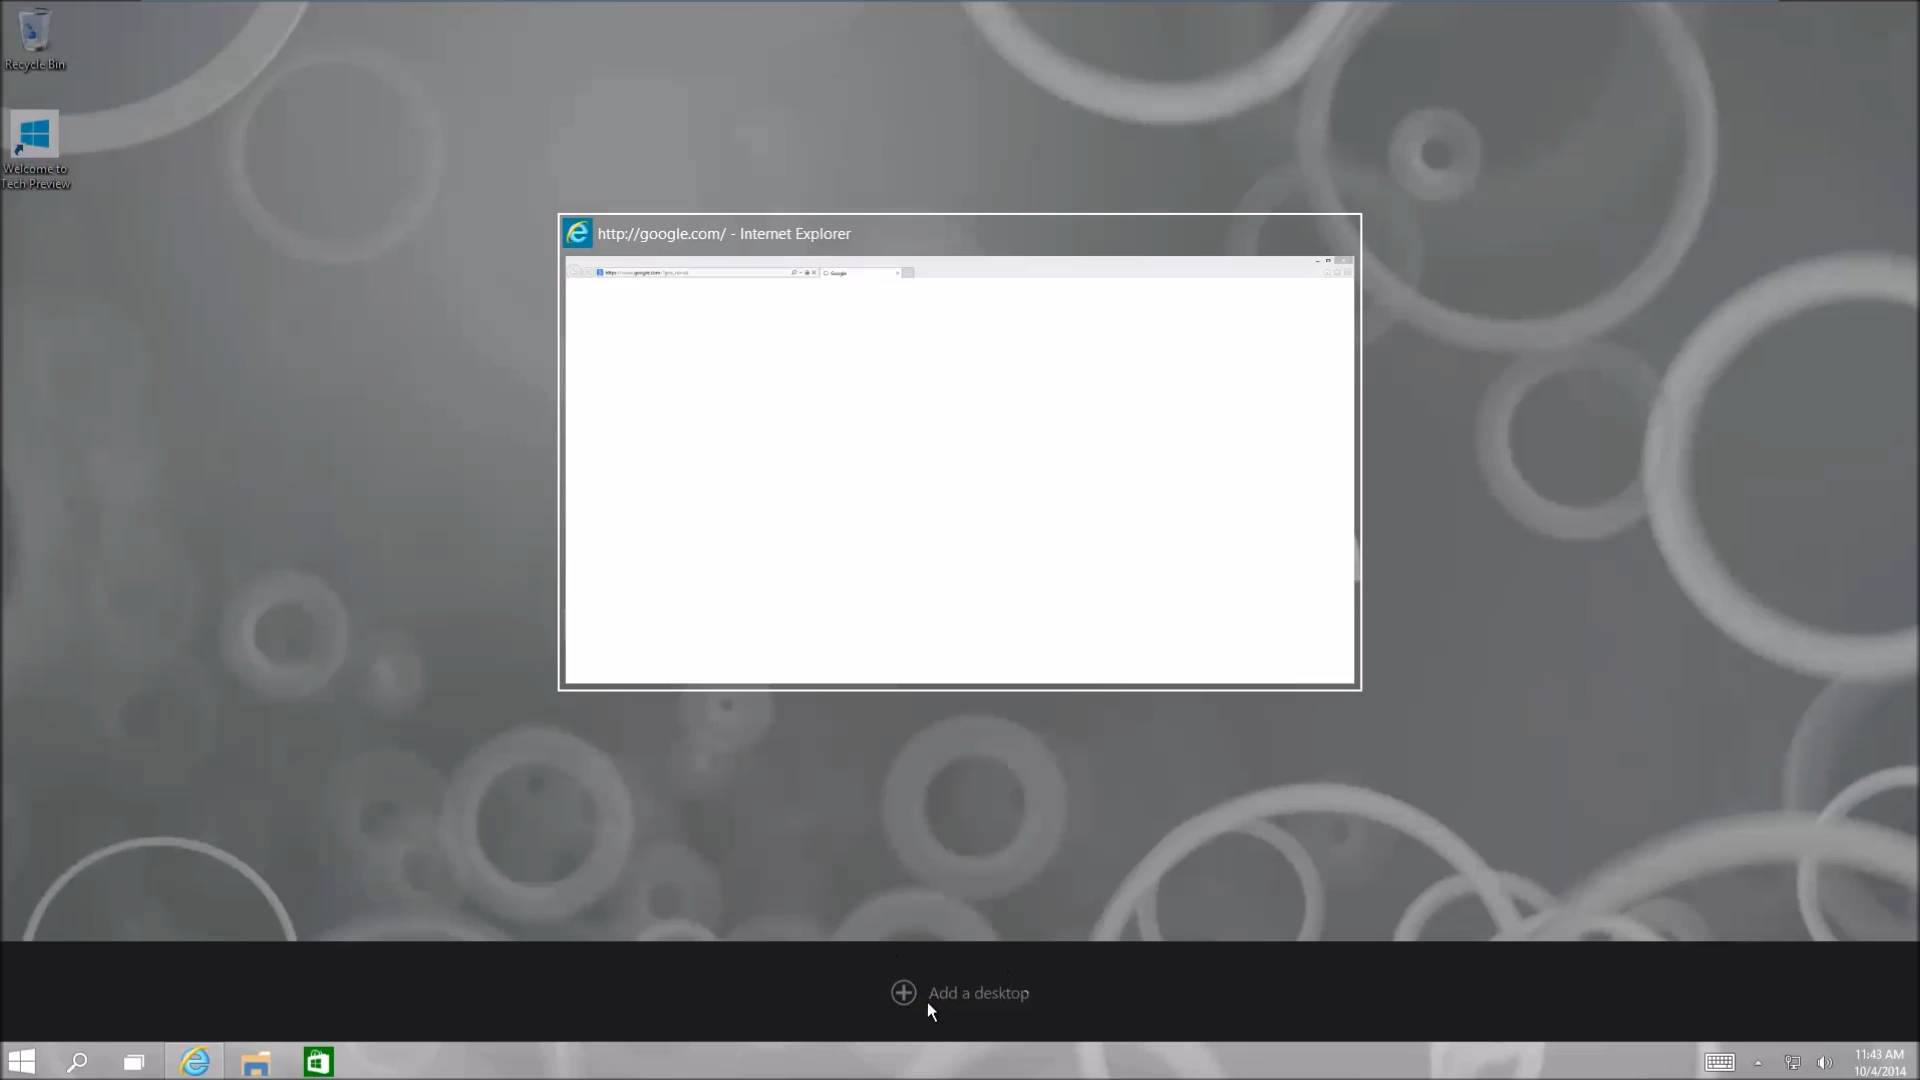 Recycle Bin
Welcome to
Tech Preview
http://google.com/ - Internet Explorer
Google
Add a desktop
11:43 AM
10/4/2014